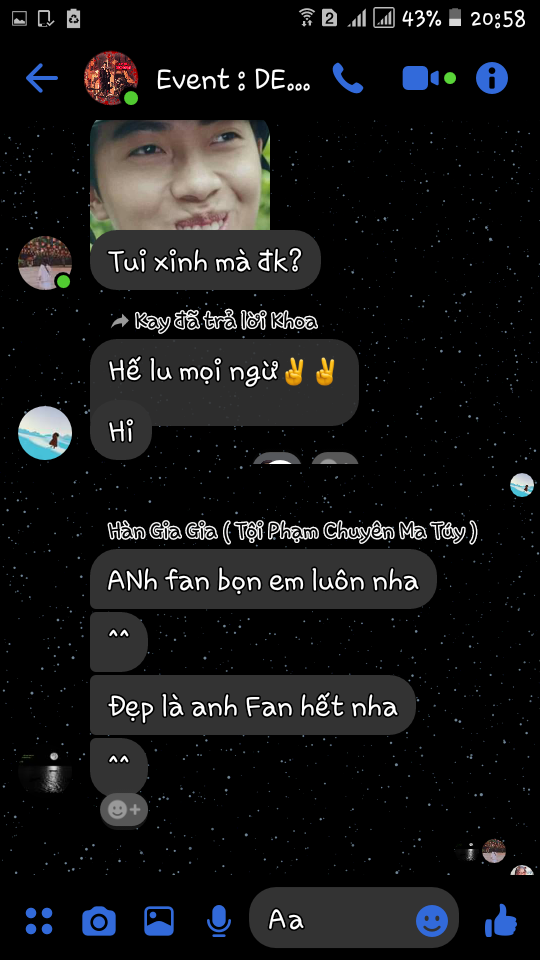 2
43%
20:58
Event : DE...
Tui xinh mà đk?
Kay đã trả lời Khoa
Hế lu mọi ngừ✌✌
Hi
Hàn Gia Gia ( Tội Phạm Chuyên Ma Túy )
ANh fan bọn em luôn nha
^^
Đẹp là anh Fan hết nha
^^
Aa